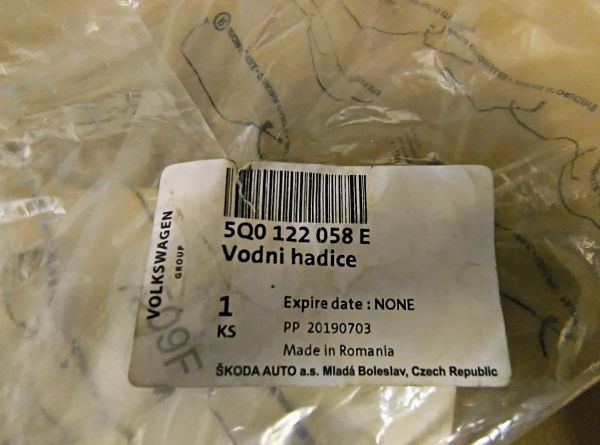 VOLKSWAGEN
GROUP
5Q0 122 058 E
Vodni hadice
1
KS
Expire date : NONE
PP 20190703
Made in Romania
ŠKODA AUTO a.s. Mladá Boleslav, Czech Republic
09F